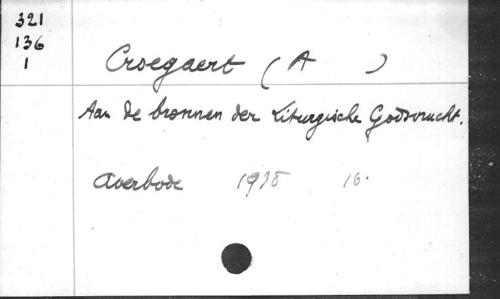 321
136
1
Croegaert (A )
Aan de bronnen der Liturgische Godsvrucht.
Averbode 1938 16.